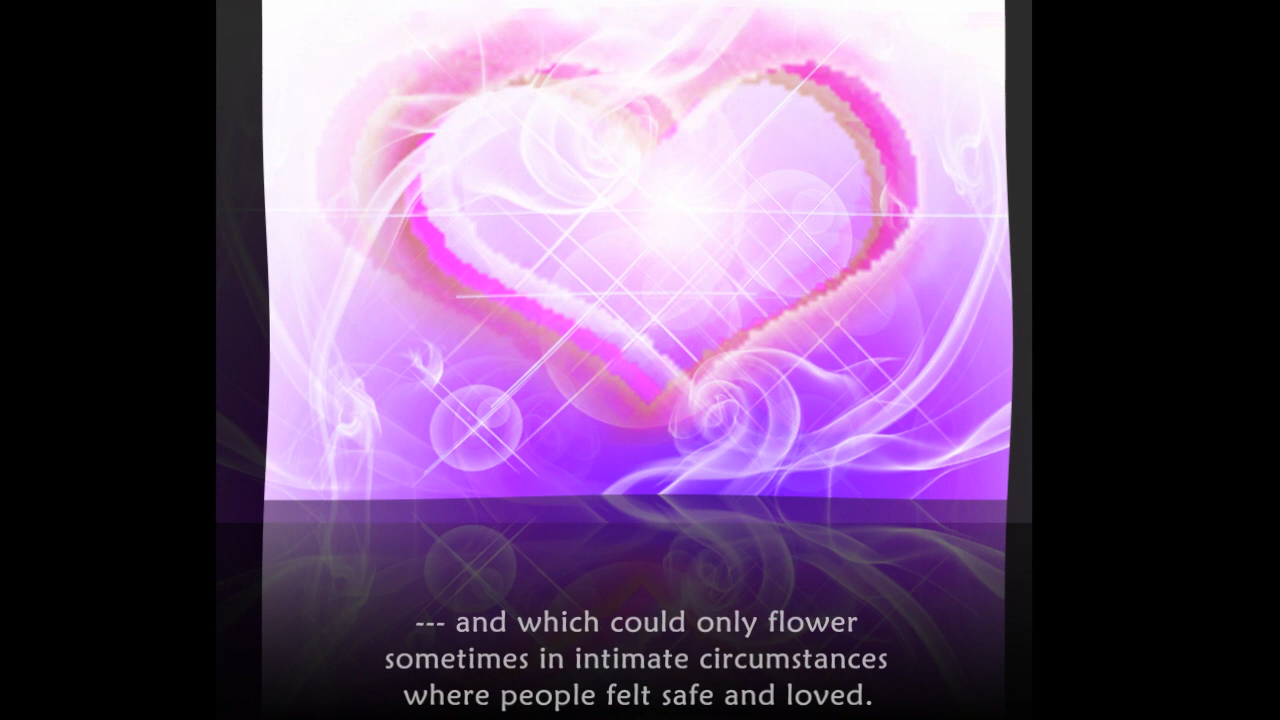 --- and which could only flower
sometimes in intimate circumstances
where people felt safe and loved.